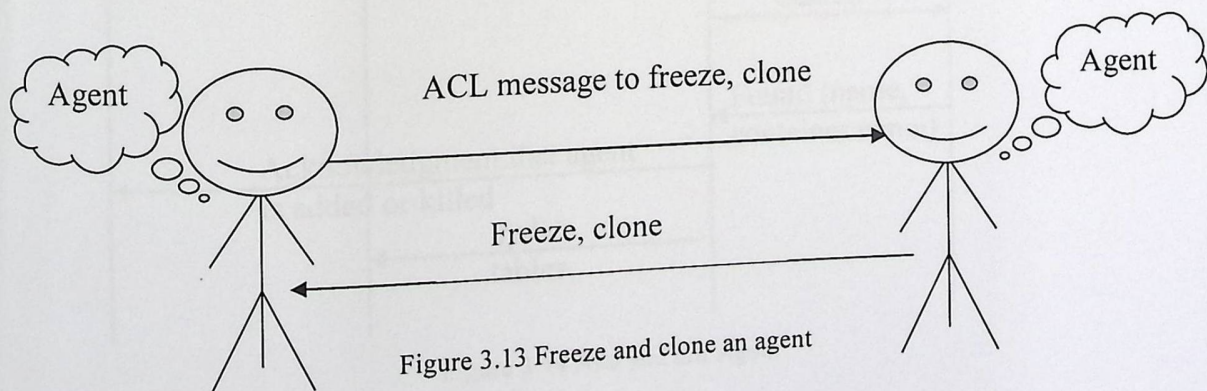 Agent
ACL message to freeze, clone
Agent
Freeze, clone
Figure 3.13 Freeze and clone an agent